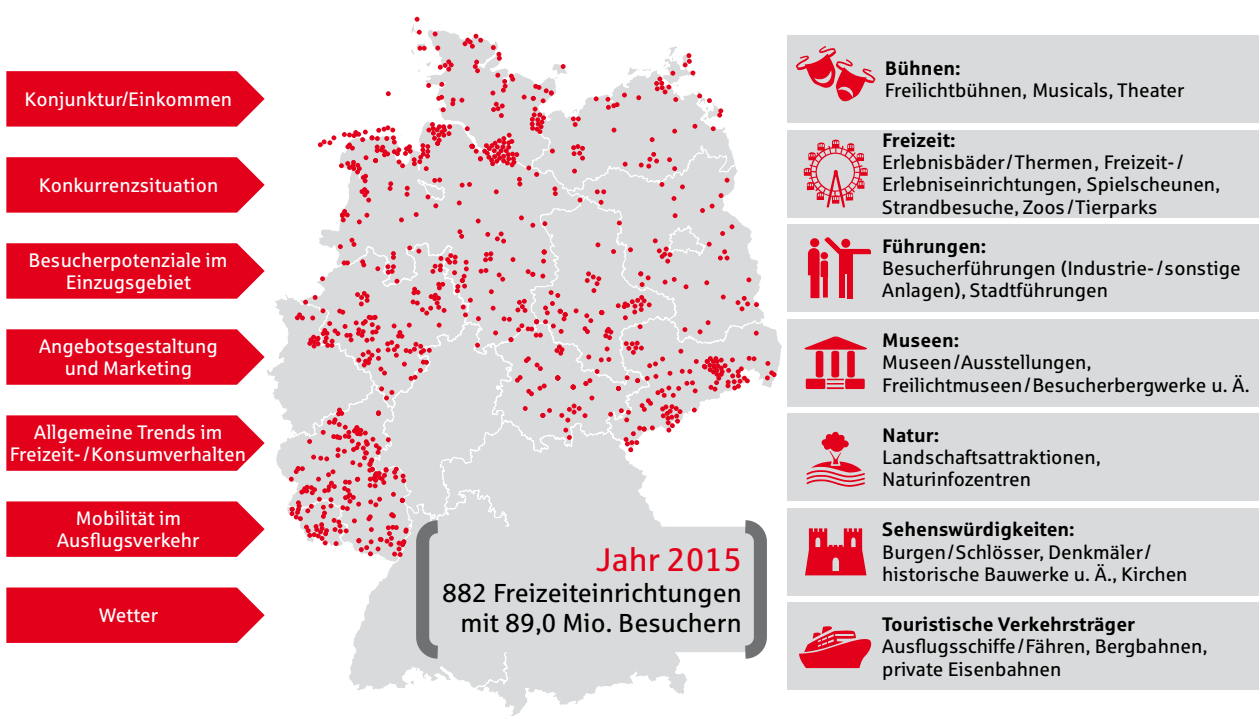 Konjunktur/Einkommen
Konkurrenzsituation
Besucherpotenziale im
Einzugsgebiet
Angebotsgestaltung
und Marketing
Allgemeine Trends im
Freizeit-/Konsumverhalten
Mobilität im
Ausflugsverkehr
Wetter
Jahr 2015
882 Freizeiteinrichtungen
mit 89,0 Mio. Besuchern
Bühnen:
Freilichtbühnen, Musicals, Theater
Freizeit:
Erlebnisbäder/Thermen, Freizeit-/
Erlebniseinrichtungen, Spielscheunen,
Strandbesuche, Zoos/Tierparks
Führungen:
Besucherführungen (Industrie-/sonstige
Anlagen), Stadtführungen
Museen:
Museen/Ausstellungen,
Freilichtmuseen/Besucherbergwerke u. Ä.
Natur:
Landschaftsattraktionen,
Naturinfozentren
Sehenswürdigkeiten:
Burgen/Schlösser, Denkmäler/
historische Bauwerke u. Ä., Kirchen
Touristische Verkehrsträger
Ausflugsschiffe/Fähren, Bergbahnen,
private Eisenbahnen